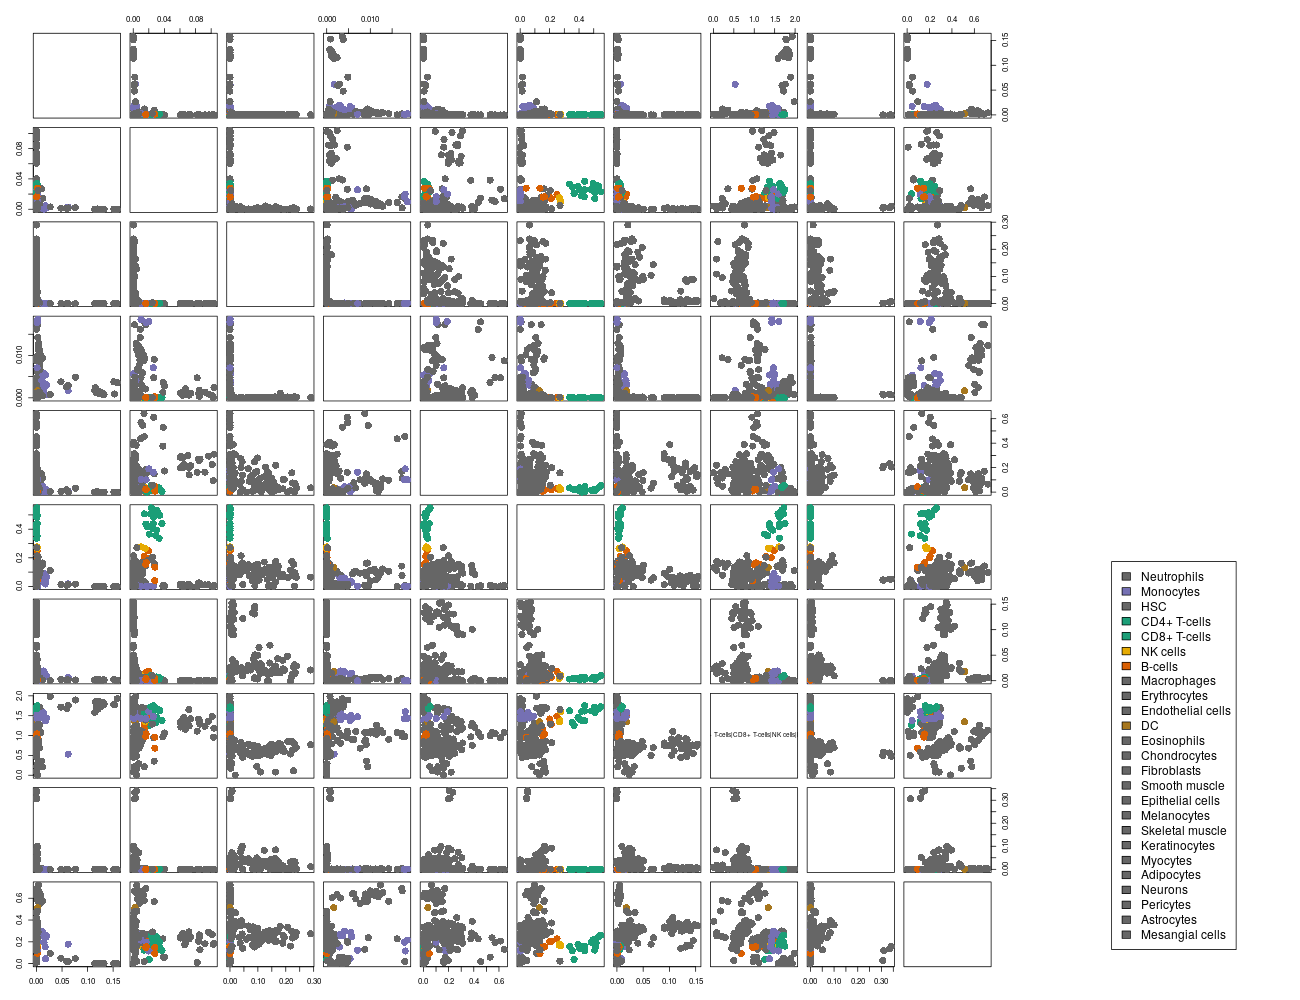 0.00 0.04 0.08
0.000 0.010
0.0 0.2 0.4
0.0 0.5 1.0 1.5 2.0
0.0 0.2 0.4 0.6
0.00 0.05 0.10 0.15
0.00 0.04 0.08
0.00 0.10 0.20 0.30
0.000 0.010
0.0 0.2 0.4 0.6
0.0 0.2 0.4
0.00 0.05 0.10 0.15
0.0 0.5 1.0 1.5 2.0
T-cells|CD8+ T-cells|NK cells|
0.00 0.10 0.20 0.30
0.0 0.2 0.4 0.6
0.00 0.05 0.10 0.15
0.00 0.10 0.20 0.30
0.0 0.2 0.4 0.6
0.00 0.05 0.10 0.15
0.00 0.10 0.20 0.30
Neutrophils
Monocytes
HSC
CD4+ T-cells
CD8+ T-cells
NK cells
B-cells
Macrophages
Erythrocytes
Endothelial cells
DC
Eosinophils
Chondrocytes
Fibroblasts
Smooth muscle
Epithelial cells
Melanocytes
Skeletal muscle
Keratinocytes
Myocytes
Adipocytes
Neurons
Pericytes
Astrocytes
Mesangial cells